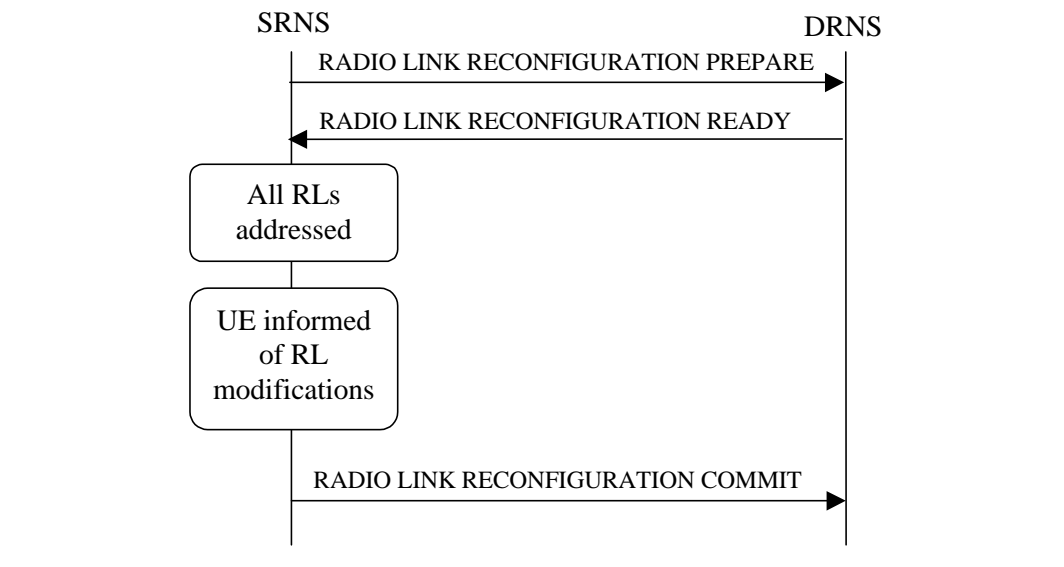 SRNS
DRNS
RADIO LINK RECONFIGURATION PREPARE
RADIO LINK RECONFIGURATION READY
All RLs
addressed
UE informed
of RL
modifications
RADIO LINK RECONFIGURATION COMMIT